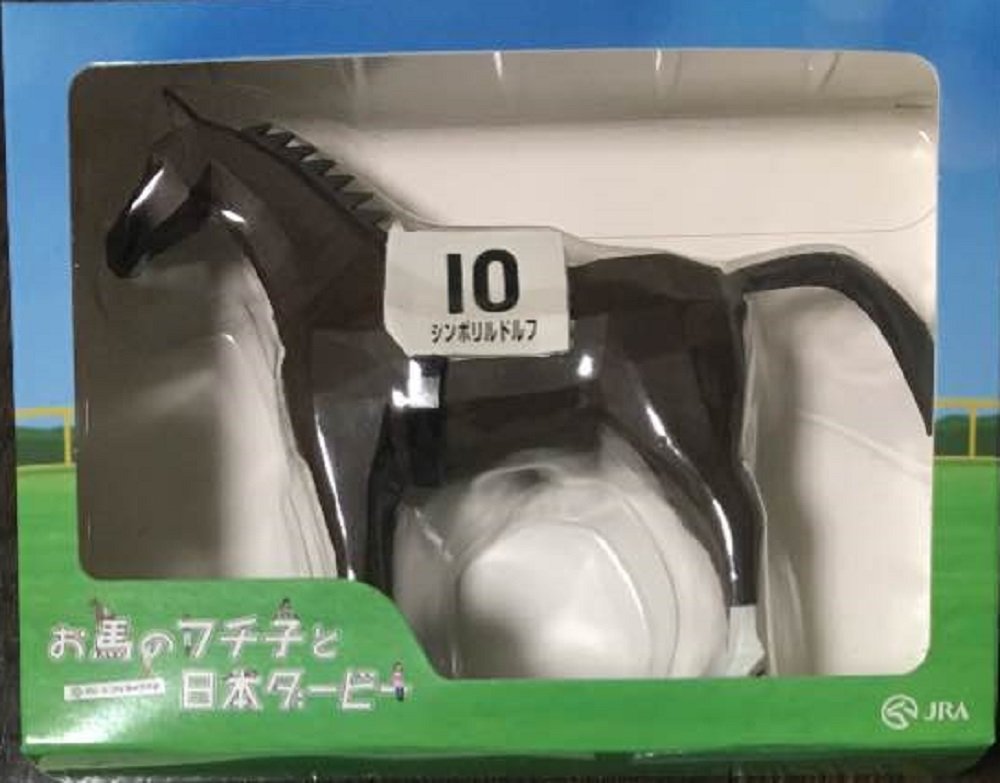 10
シンボリルドルフ
お馬のフチ子と
日本ダービー
JRA